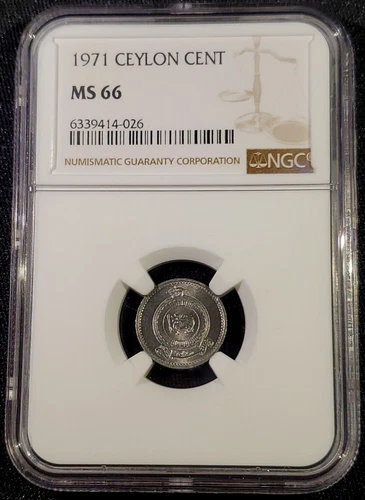 1971 CEYLON CENT
MS 66
6339414-026
NUMISMATIC GUARANTY CORPORATION
NGC